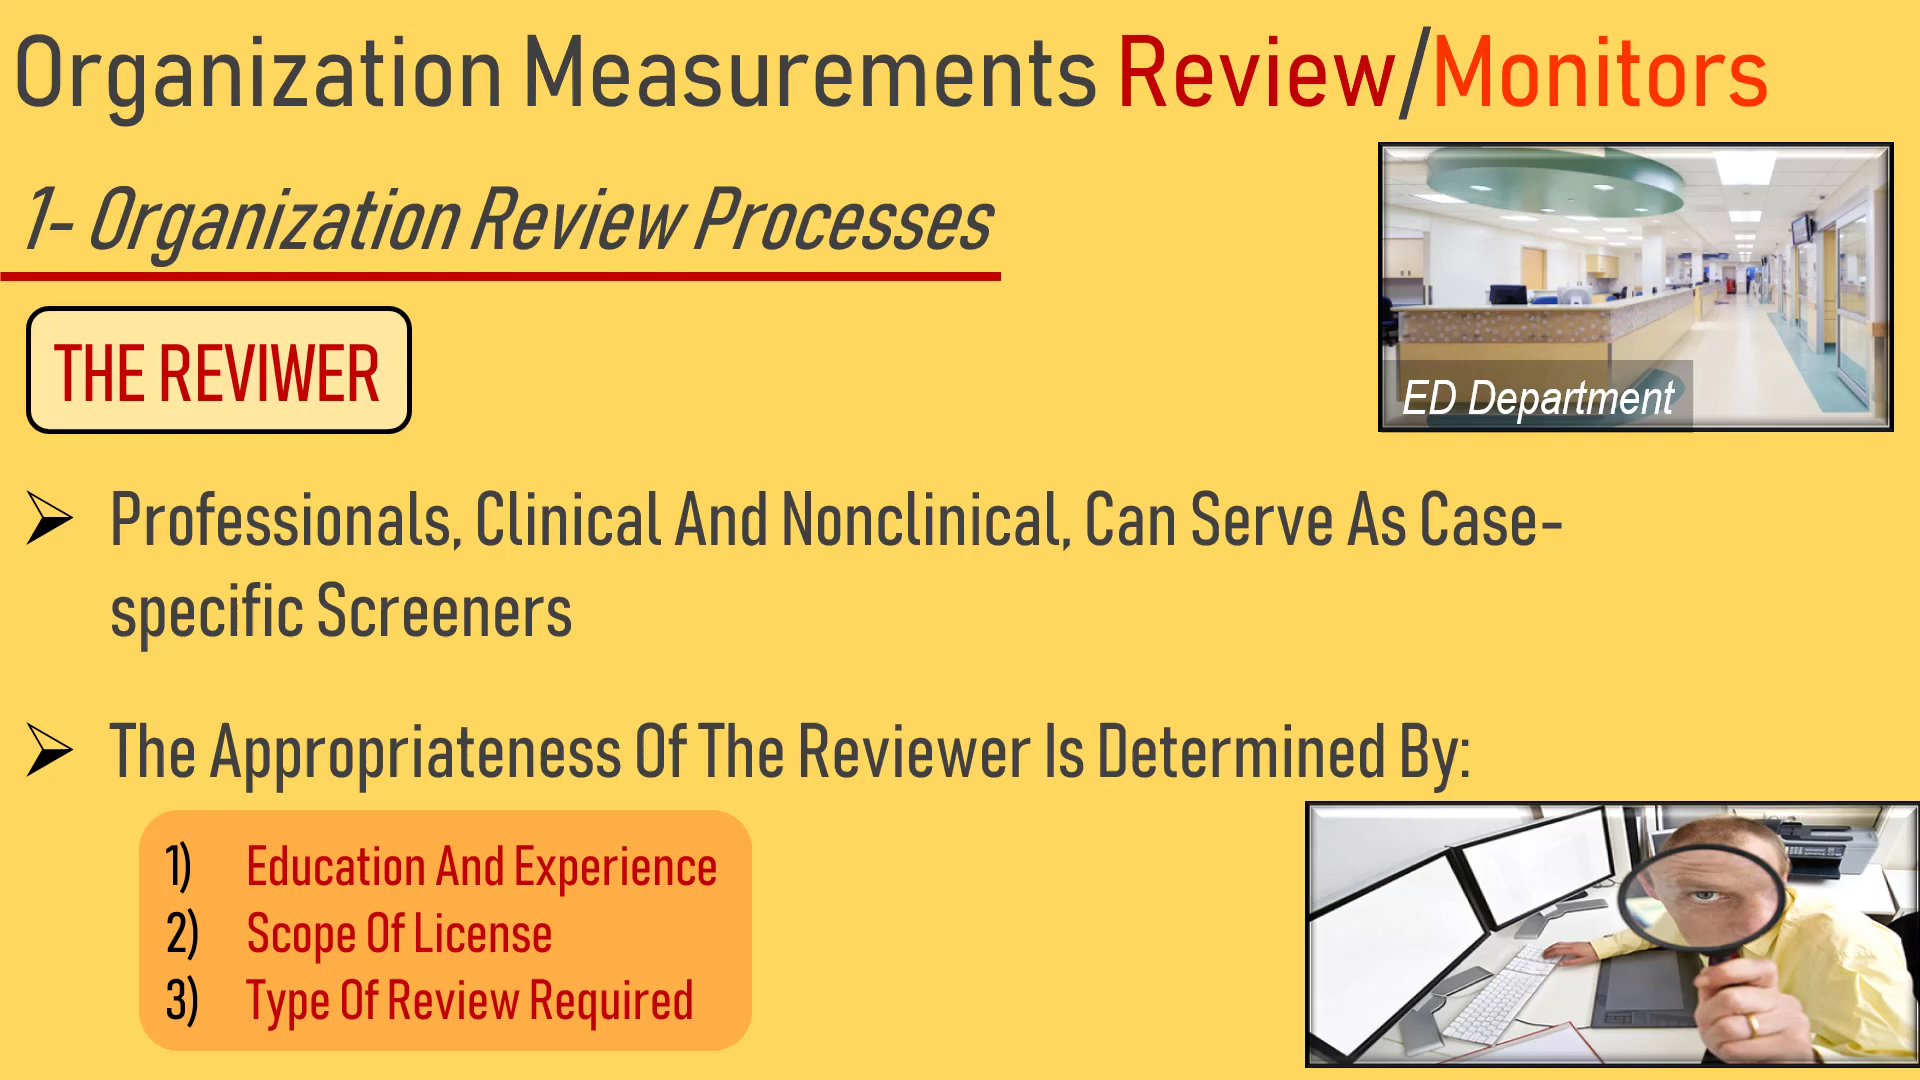 Organization Measurements Review/Monitors
1- Organization Review Processes
THE REVIWER
ED Department
➢ Professionals, Clinical And Nonclinical, Can Serve As Case-
specific Screeners
➢ The Appropriateness Of The Reviewer Is Determined By:
1) Education And Experience
2) Scope Of License
3) Type Of Review Required